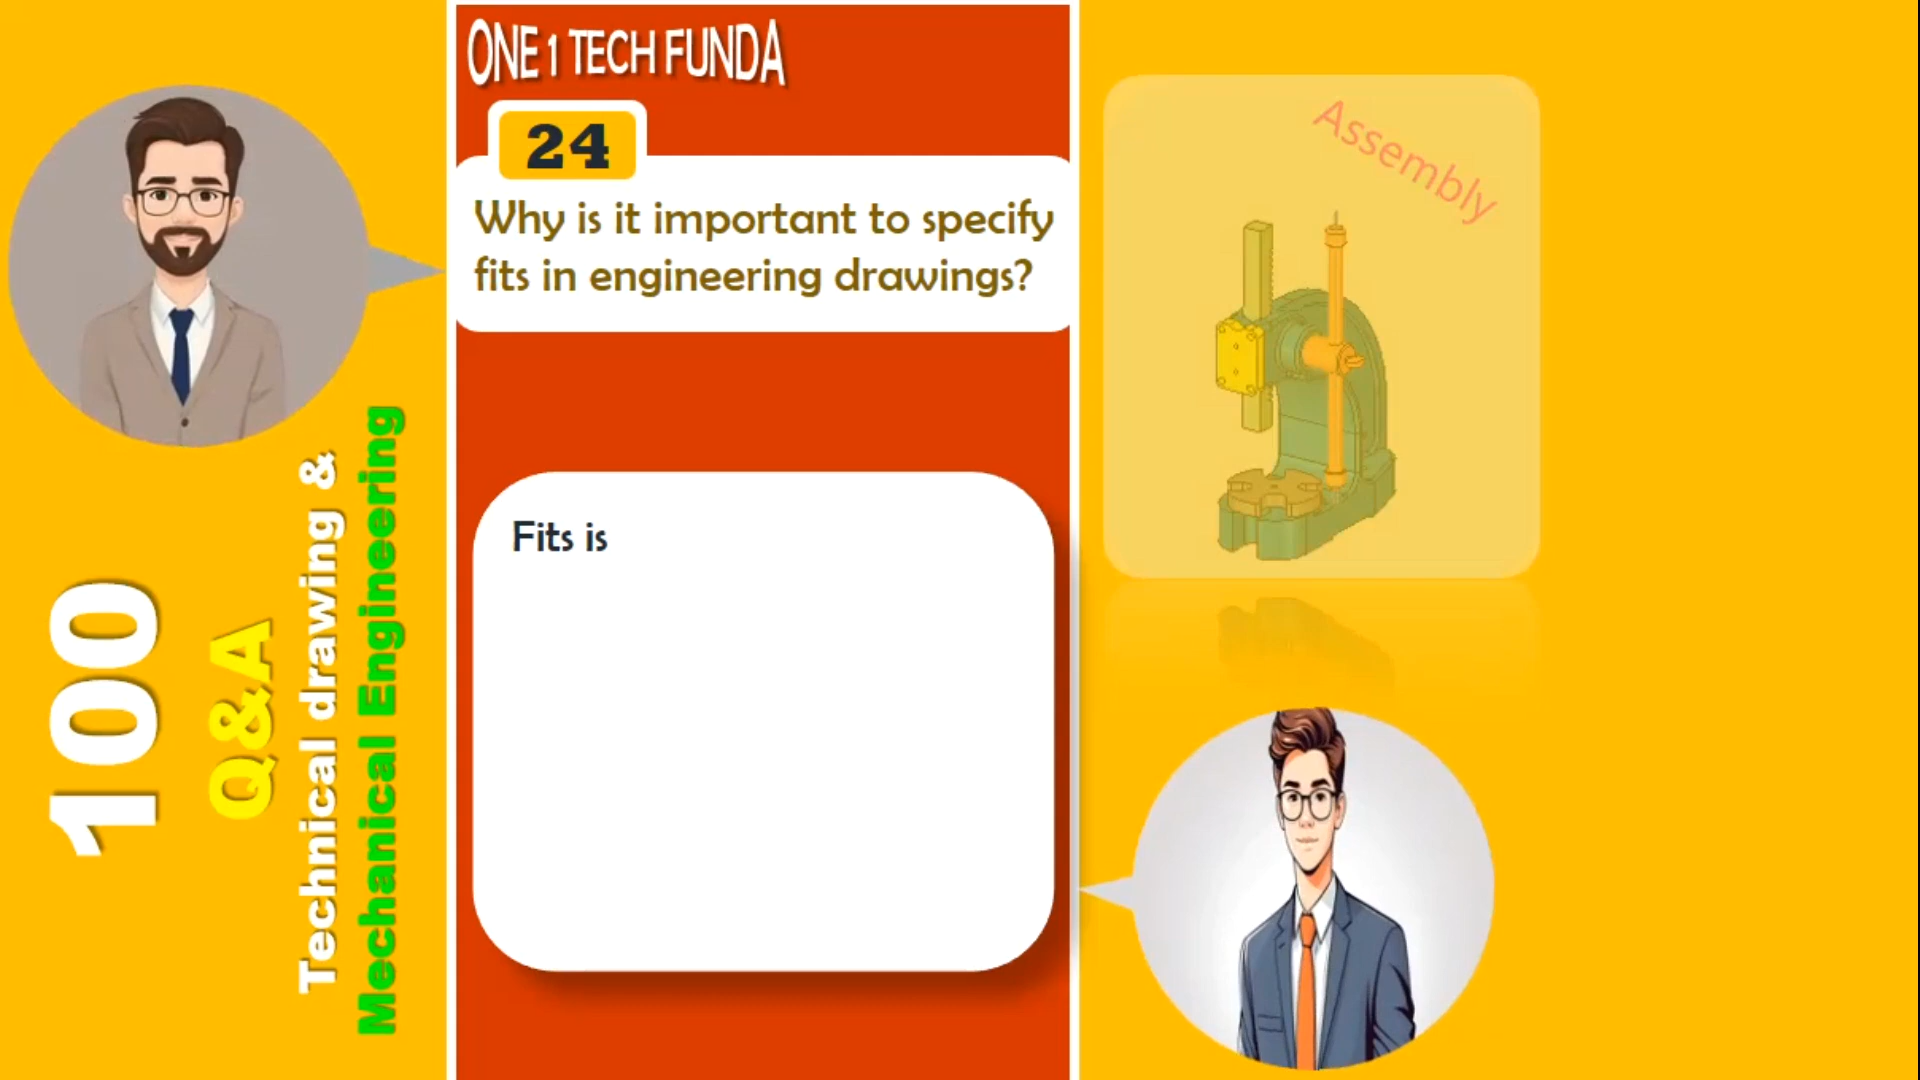 ONE 1 TECH FUNDA
24
Why is it important to specify
fits in engineering drawings?
Fits is
Assembly
100
Q&A
Technical drawing &
Mechanical Engineering